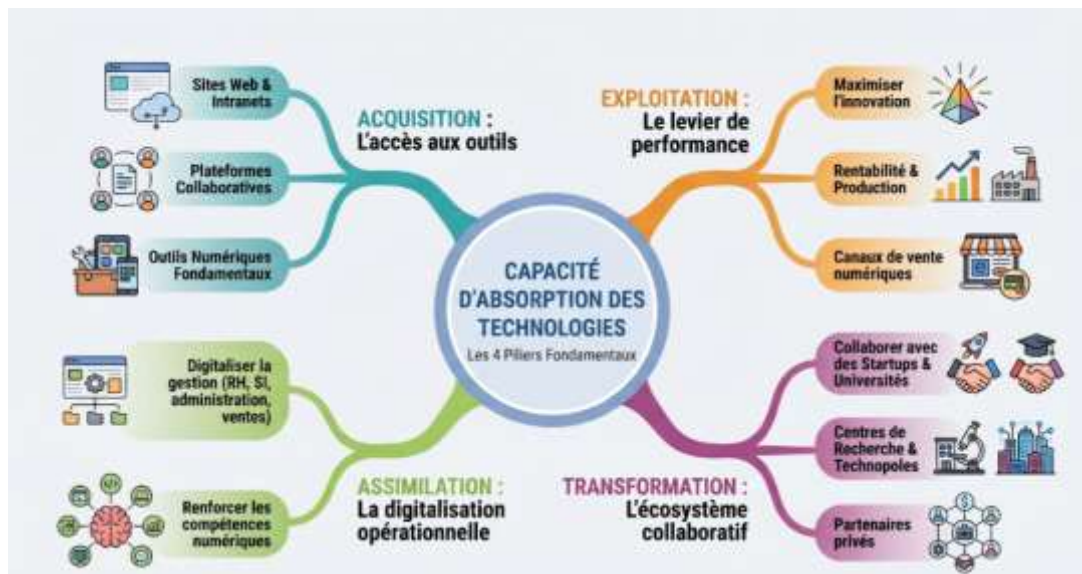 Sites Web &
Intranets
Plateformes
Collaboratives
Outils Numériques
Fondamentaux
ACQUISITION :
L'accès aux outils
EXPLOITATION :
Le levier de
performance
Maximiser
l'innovation
Rentabilité &
Production
Canaux de vente
numériques
CAPACITÉ
D'ABSORPTION DES
TECHNOLOGIES
Les 4 Piliers Fondamentaux
Digitaliser la
gestion (RH, SI,
administration,
ventes)
Renforcer les
compétences
numériques
ASSIMILATION :
La digitalisation
opérationnelle
TRANSFORMATION :
L'écosystème
collaboratif
Collaborer avec
des Startups &
Universités
Centres de
Recherche &
Technopoles
Partenaires
privés